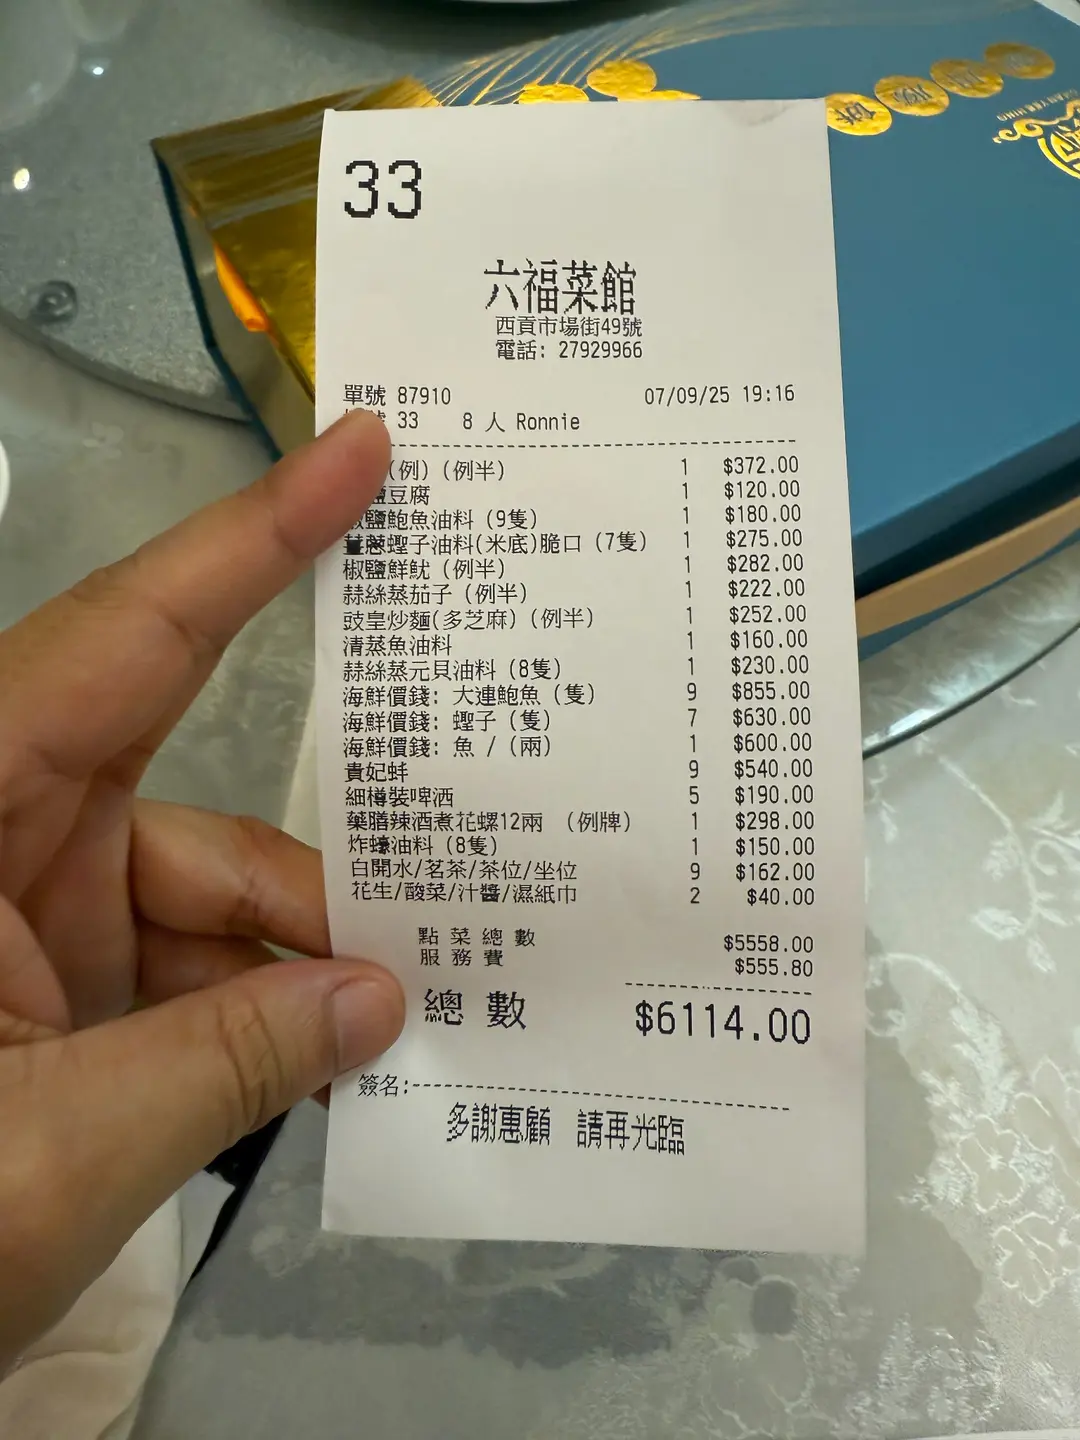 33
六福菜館
西貢市場街49號
電話: 27929966
單號 87910 07/09/25 19:16
號 33 8 人 Ronnie
(例) (例半) 1 $372.00
鹽豆腐 1 $120.00
椒鹽鮑魚油料 (9隻) 1 $180.00
薑蔥蟶子油料(米底)脆口 (7隻) 1 $275.00
椒鹽鮮魷 (例半) 1 $282.00
蒜絲蒸茄子 (例半) 1 $222.00
豉皇炒麵(多芝麻) (例半) 1 $252.00
清蒸魚油料 1 $160.00
蒜絲蒸元貝油料 (8隻) 1 $230.00
海鮮價錢: 大連鮑魚 (隻) 9 $855.00
海鮮價錢: 蟶子 (隻) 7 $630.00
海鮮價錢: 魚 / (兩) 1 $600.00
貴妃蚌 9 $540.00
細樽裝啤酒 5 $190.00
藥膳辣酒煮花螺12兩 (例牌) 1 $298.00
炸蠔油料 (8隻) 1 $150.00
白開水/茗茶/茶位/坐位 9 $162.00
花生/酸菜/汁醬/濕紙巾 2 $40.00
點菜總數 $5558.00
服務費 $555.80
總數 $6114.00
簽名:
多謝惠顧 請再光臨